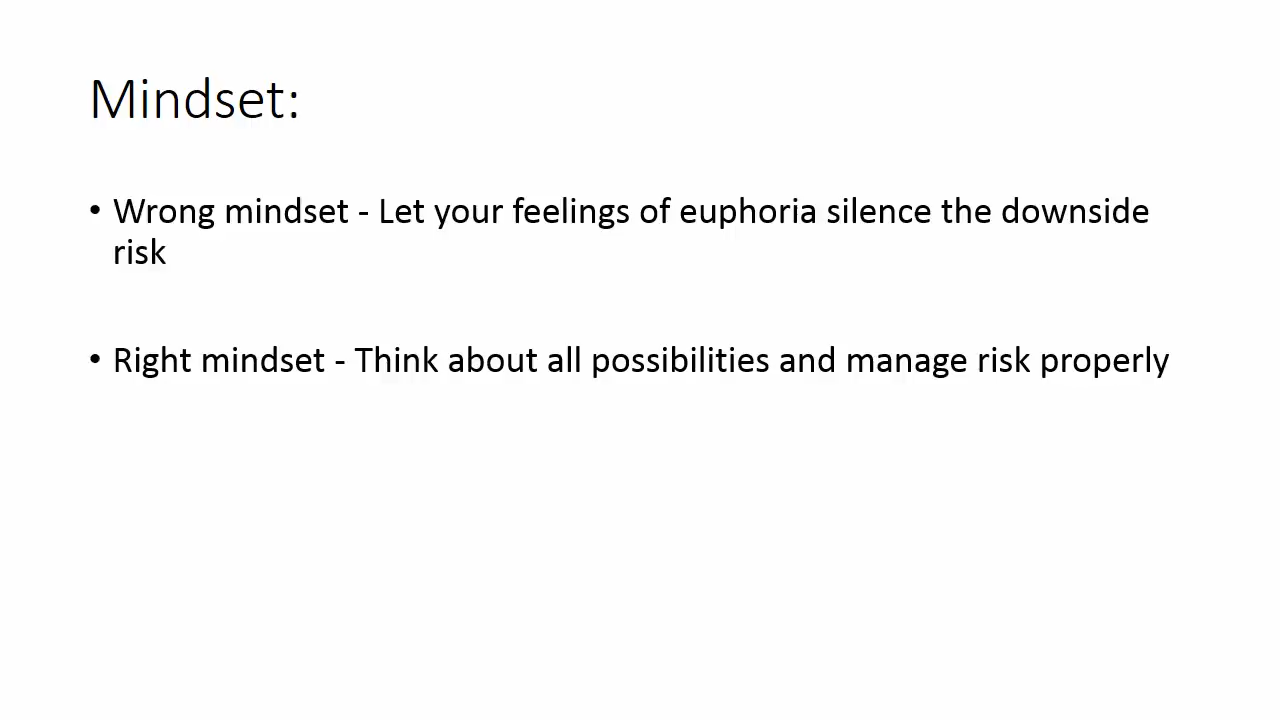 Mindset:
• Wrong mindset - Let your feelings of euphoria silence the downside
risk
• Right mindset - Think about all possibilities and manage risk properly